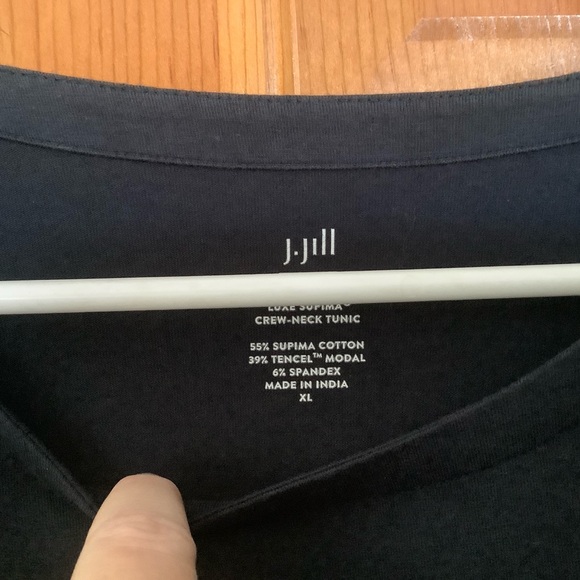 J.Jill
LUXE SUPIMA®
CREW-NECK TUNIC
55% SUPIMA COTTON
39% TENCEL™ MODAL
6% SPANDEX
MADE IN INDIA
XL